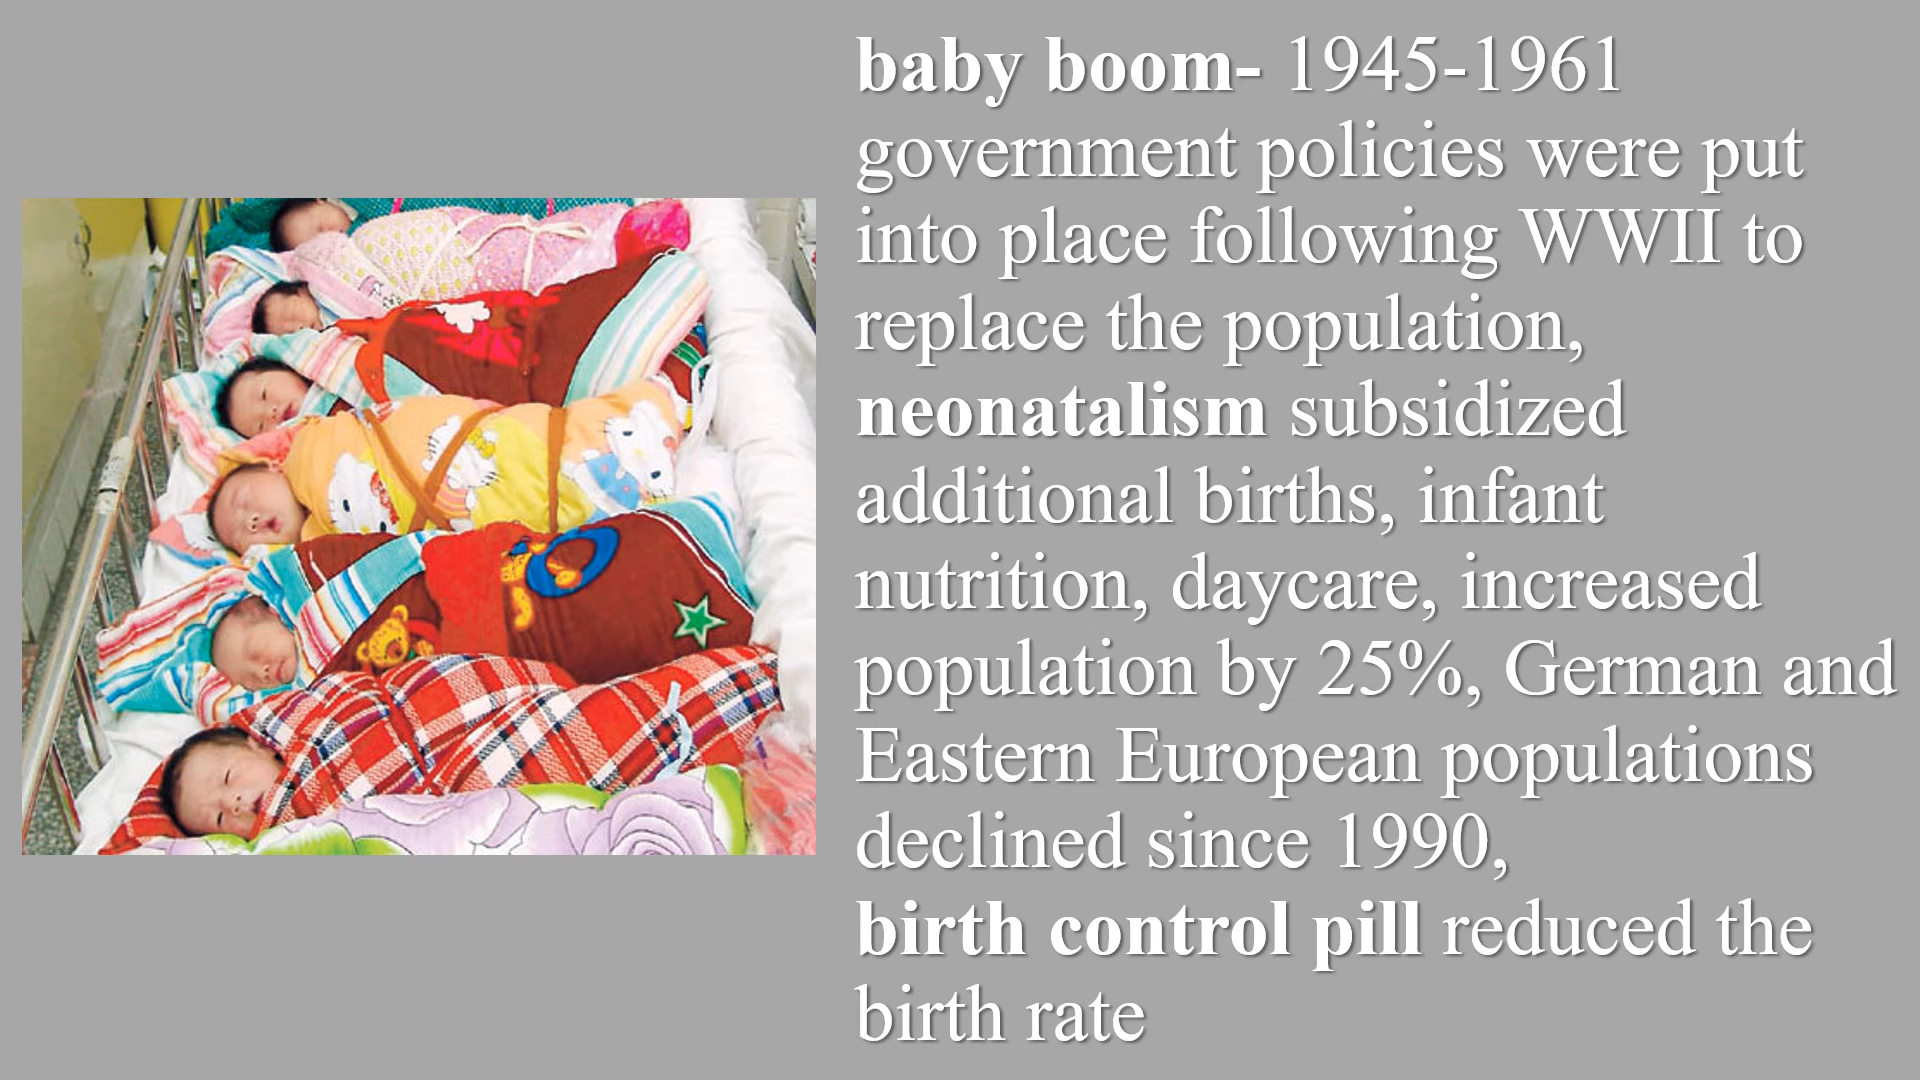 baby boom- 1945-1961
government policies were put
into place following WWII to
replace the population,
neonatalism subsidized
additional births, infant
nutrition, daycare, increased
population by 25%, German and
Eastern European populations
declined since 1990,
birth control pill reduced the
birth rate